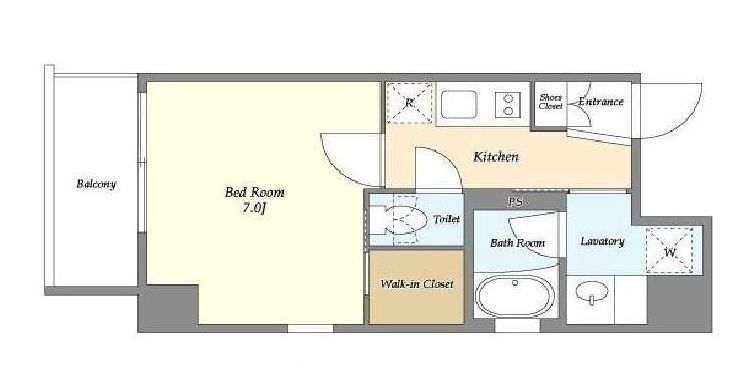 Balcony
Bed Room
7.0J
R
Kitchen
Shoes
Closet
Entrance
Toilet
PS
Bath Room
Lavatory
W
Walk-in Closet